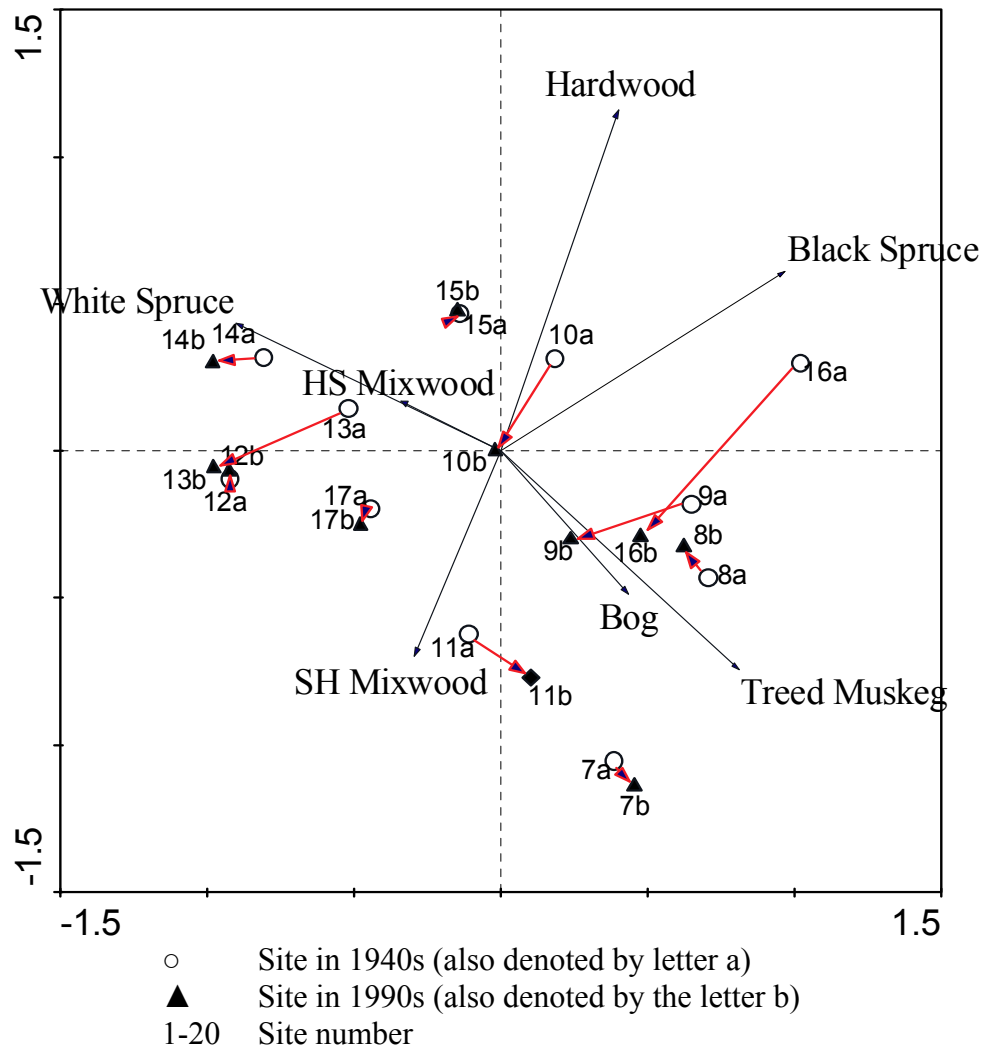 1.5
Hardwood
Black Spruce
White Spruce
15b
15a
14b
14a
10a
16a
HS Mixwood
13a
10b
12b
13b
12a
17a
17b
9a
9b
16b
8b
8a
Bog
11a
SH Mixwood
11b
Treed Muskeg
7a
7b
-1.5
-1.5
1.5
Site in 1940s (also denoted by letter a)
Site in 1990s (also denoted by the letter b)
1-20 Site number